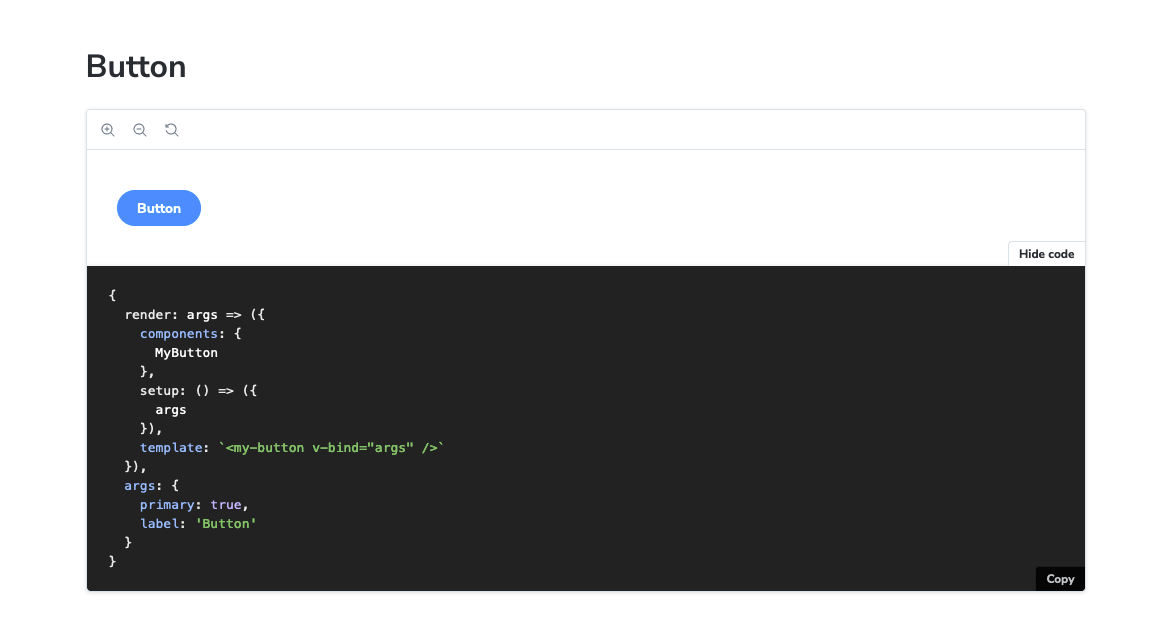 Button
Button
Hide code
{
  render: args => ({
    components: {
      MyButton
    },
    setup: () => ({
      args
    }),
    template: `<my-button v-bind="args" />`
  }),
  args: {
    primary: true,
    label: 'Button'
  }
}
Copy